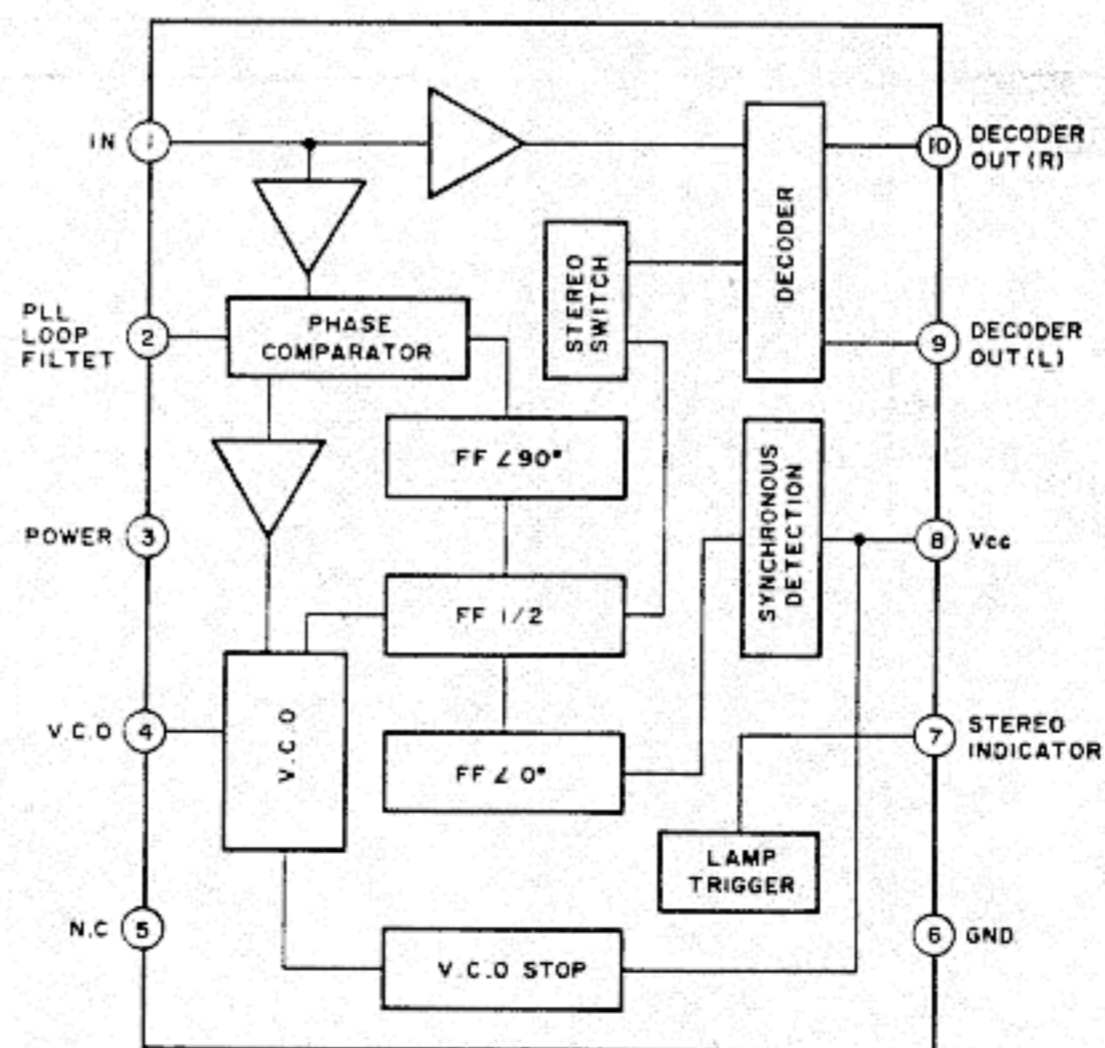 IN
1
10
DECODER
OUT (R)
DECODER
STEREO
SWITCH
PLL
LOOP
FILTET
2
PHASE
COMPARATOR
9
DECODER
OUT (L)
FF ∠90°
SYNCHRONOUS
DETECTION
POWER
3
8
Vcc
FF 1/2
V.C.O
4
V.C.O
FF ∠ 0°
7
STEREO
INDICATOR
LAMP
TRIGGER
N.C
5
V.C.O STOP
6
GND.